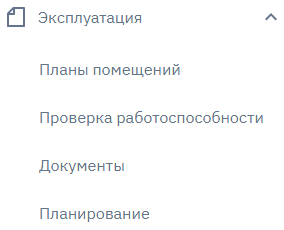 Эксплуатация
Планы помещений
Проверка работоспособности
Документы
Планирование